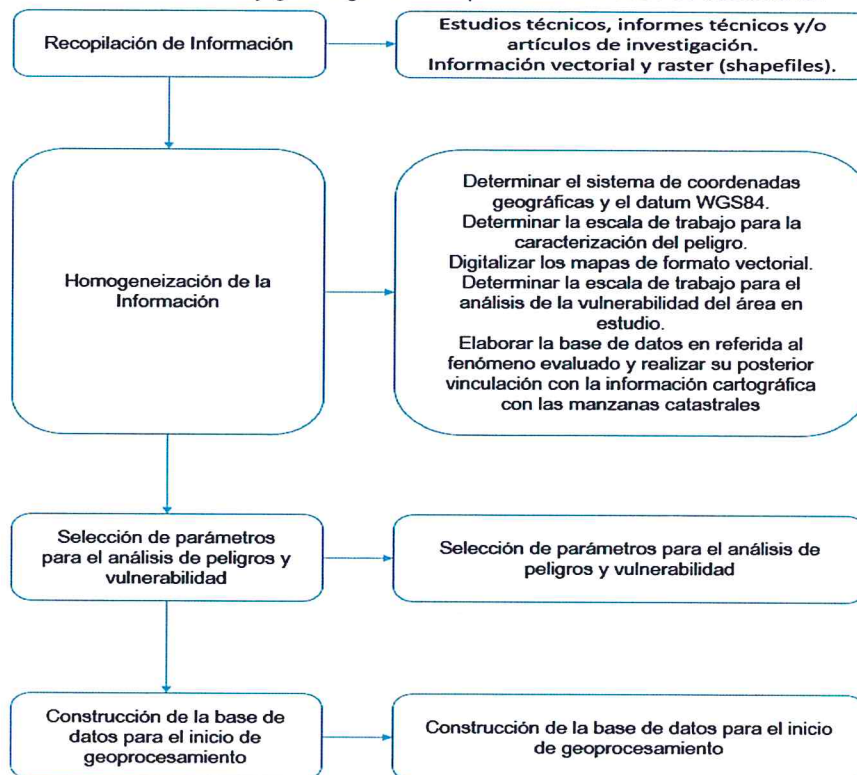 Recopilación de Información
Estudios técnicos, informes técnicos y/o
artículos de investigación.
Información vectorial y raster (shapefiles).
Homogeneización de la
Información
Determinar el sistema de coordenadas
geográficas y el datum WGS84.
Determinar la escala de trabajo para la
caracterización del peligro.
Digitalizar los mapas de formato vectorial.
Determinar la escala de trabajo para el
análisis de la vulnerabilidad del área en
estudio.
Elaborar la base de datos en referida al
fenómeno evaluado y realizar su posterior
vinculación con la información cartográfica
con las manzanas catastrales
Selección de parámetros
para el análisis de peligros y
vulnerabilidad
Selección de parámetros para el análisis de
peligros y vulnerabilidad
Construcción de la base de
datos para el inicio de
geoprocesamiento
Construcción de la base de datos para el inicio
de geoprocesamiento